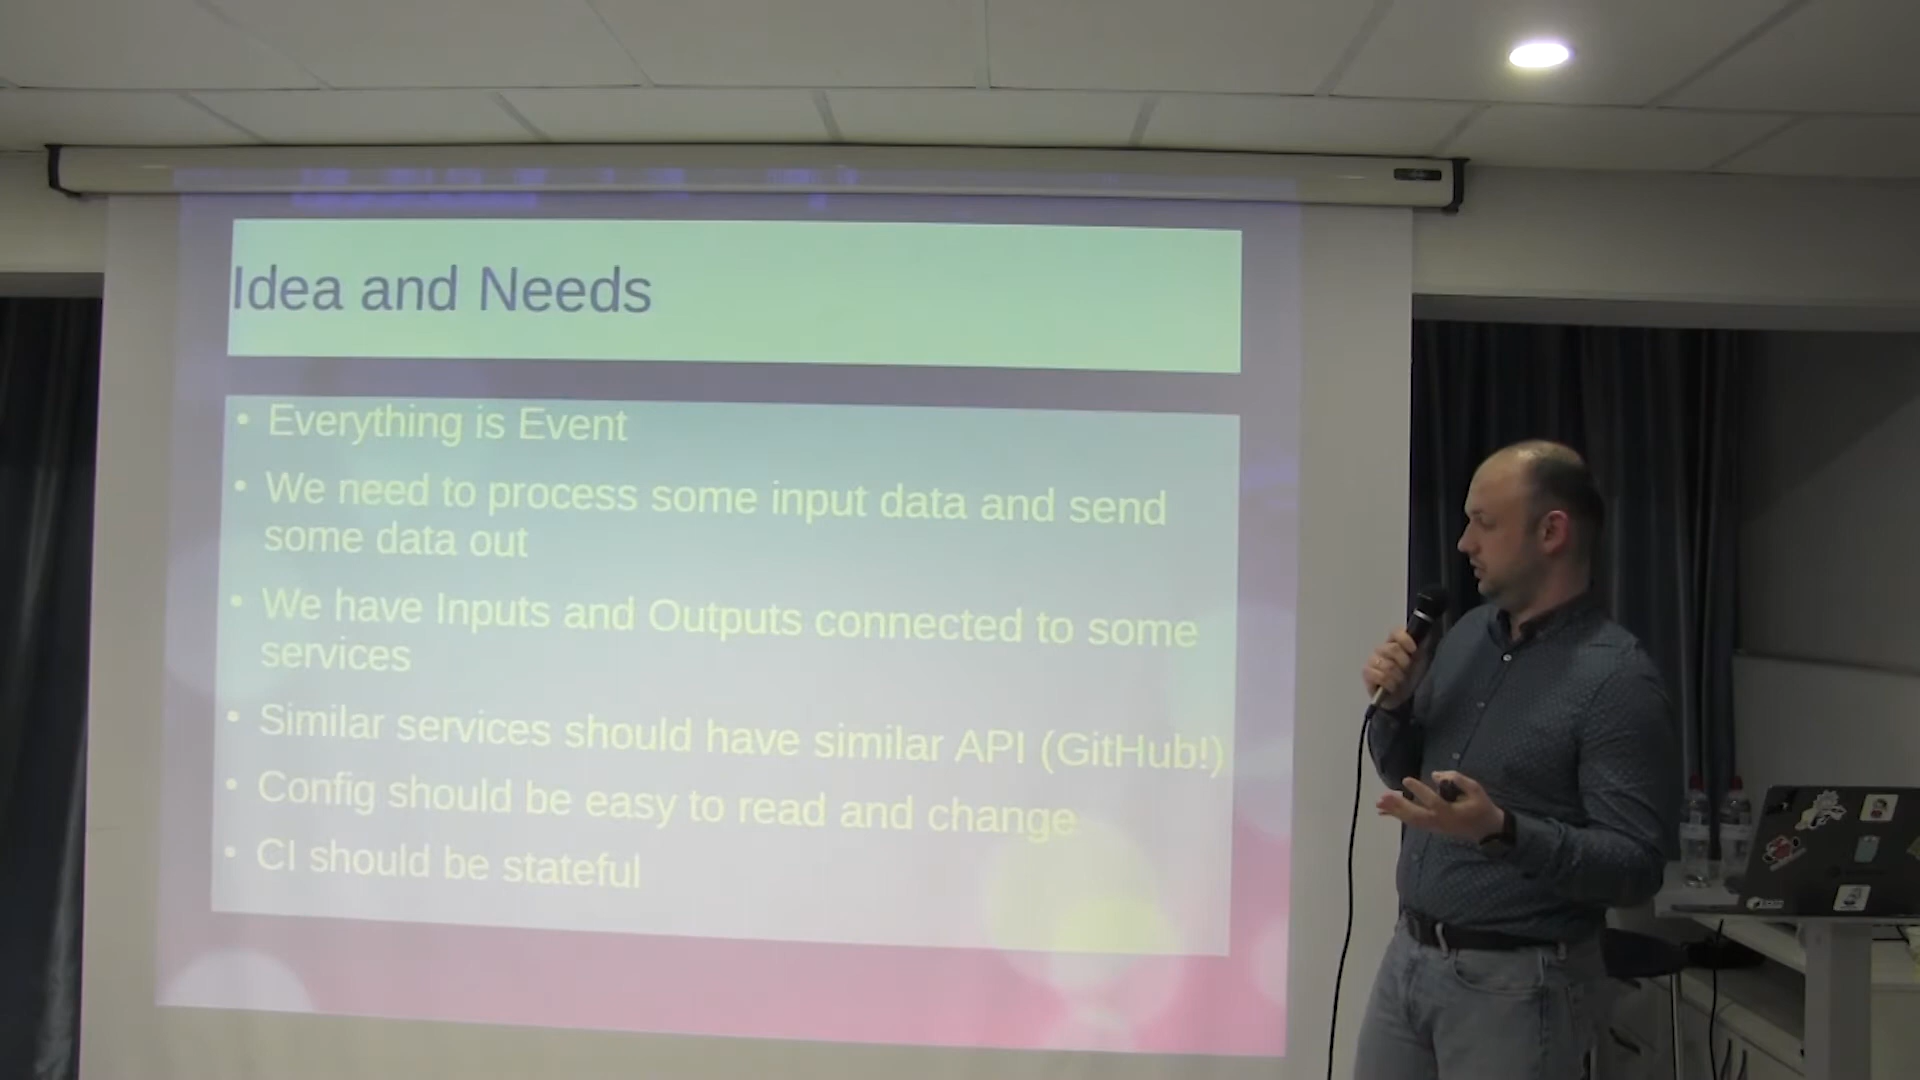 Idea and Needs
• Everything is Event
• We need to process some input data and send
some data out
• We have Inputs and Outputs connected to some
services
• Similar services should have similar API (GitHub!)
• Config should be easy to read and change
• CI should be stateful